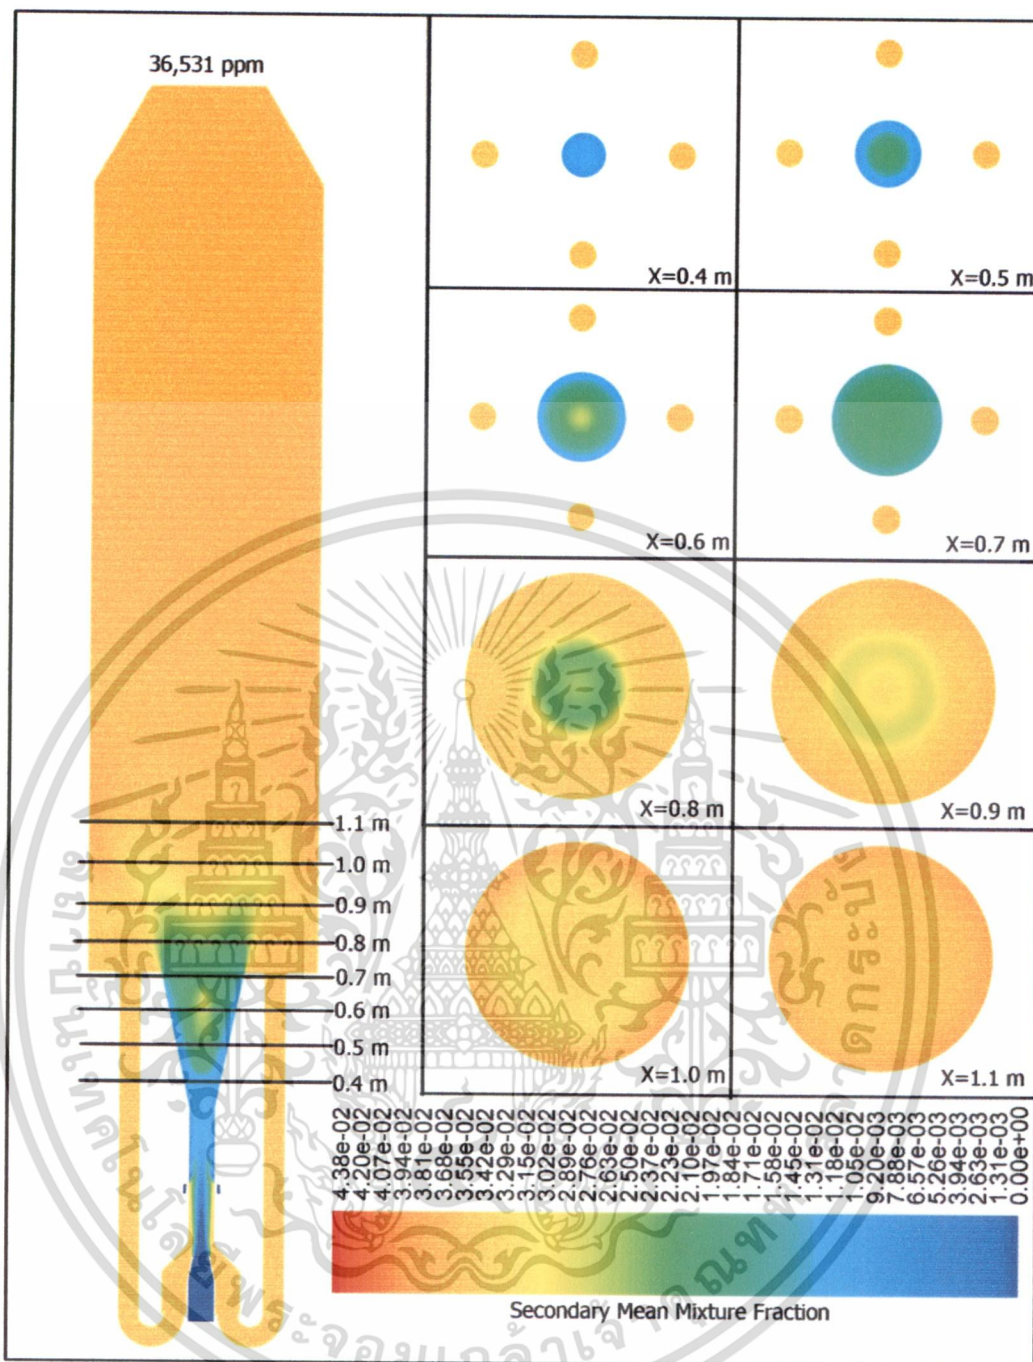 36,531 ppm
X=0.4 m
X=0.5 m
X=0.6 m
X=0.7 m
X=0.8 m
X=0.9 m
X=1.0 m
X=1.1 m
1.1 m
1.0 m
0.9 m
0.8 m
0.7 m
0.6 m
0.5 m
0.4 m
4.38e-02
4.20e-02
4.07e-02
3.94e-02
3.81e-02
3.68e-02
3.55e-02
3.42e-02
3.29e-02
3.15e-02
3.02e-02
2.89e-02
2.76e-02
2.63e-02
2.50e-02
2.37e-02
2.23e-02
2.10e-02
1.97e-02
1.84e-02
1.71e-02
1.58e-02
1.45e-02
1.31e-02
1.18e-02
1.05e-02
9.20e-03
7.88e-03
6.57e-03
5.26e-03
3.94e-03
2.63e-03
1.31e-03
0.00e+00
Secondary Mean Mixture Fraction